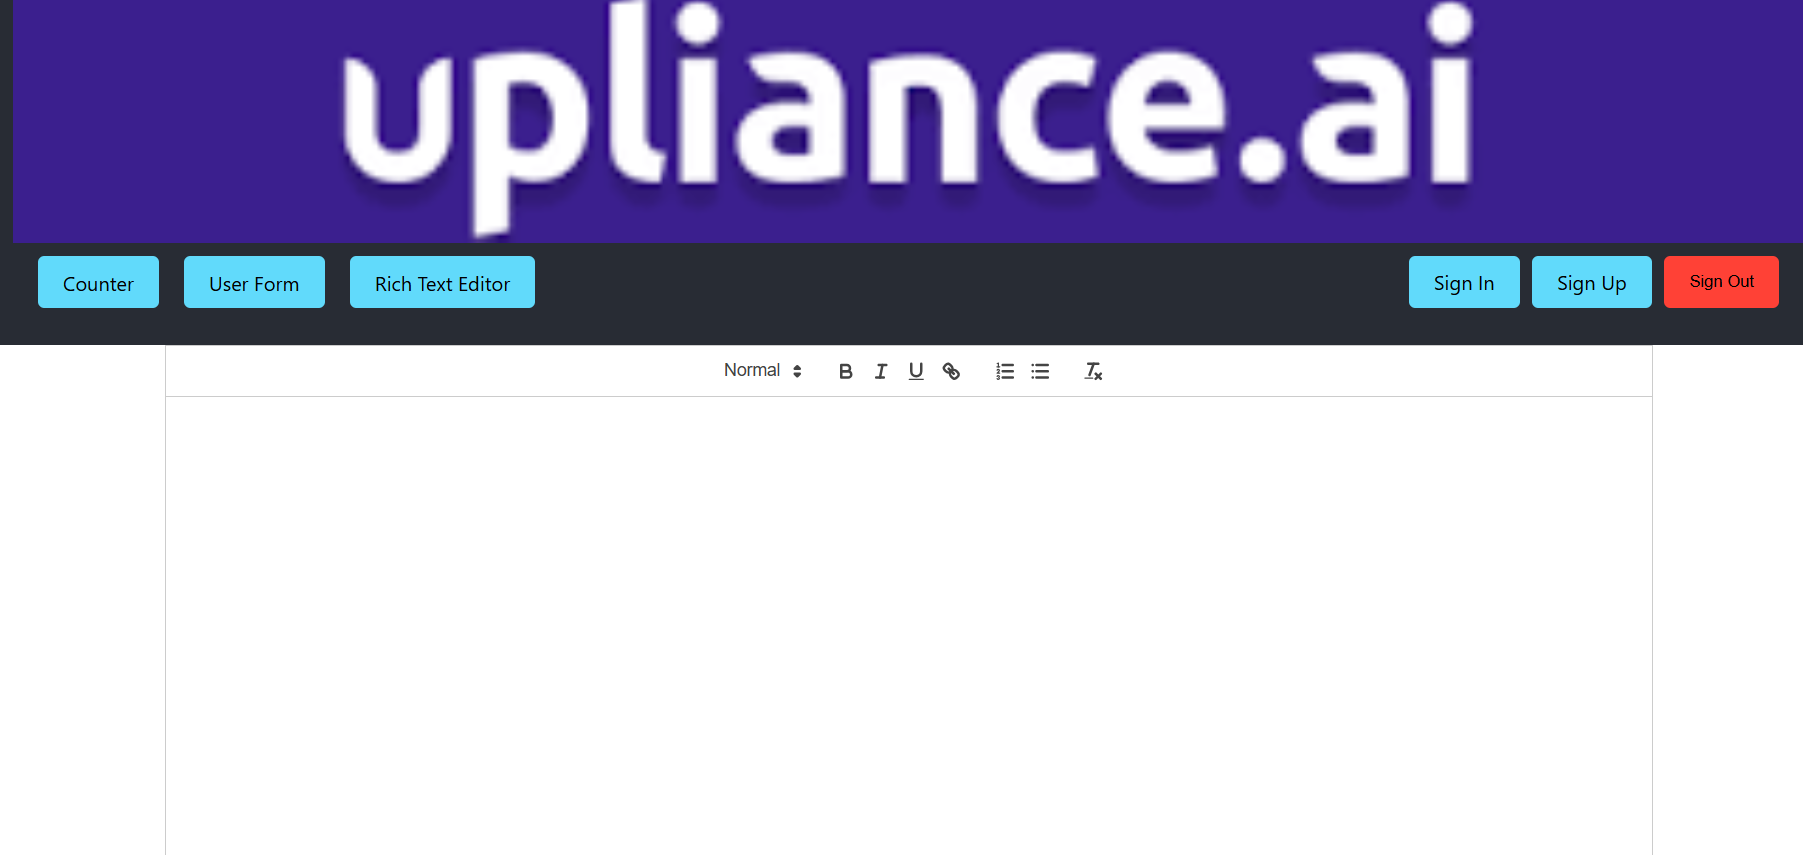 upliance.ai
Counter User Form Rich Text Editor Sign In Sign Up Sign Out
Normal B I U